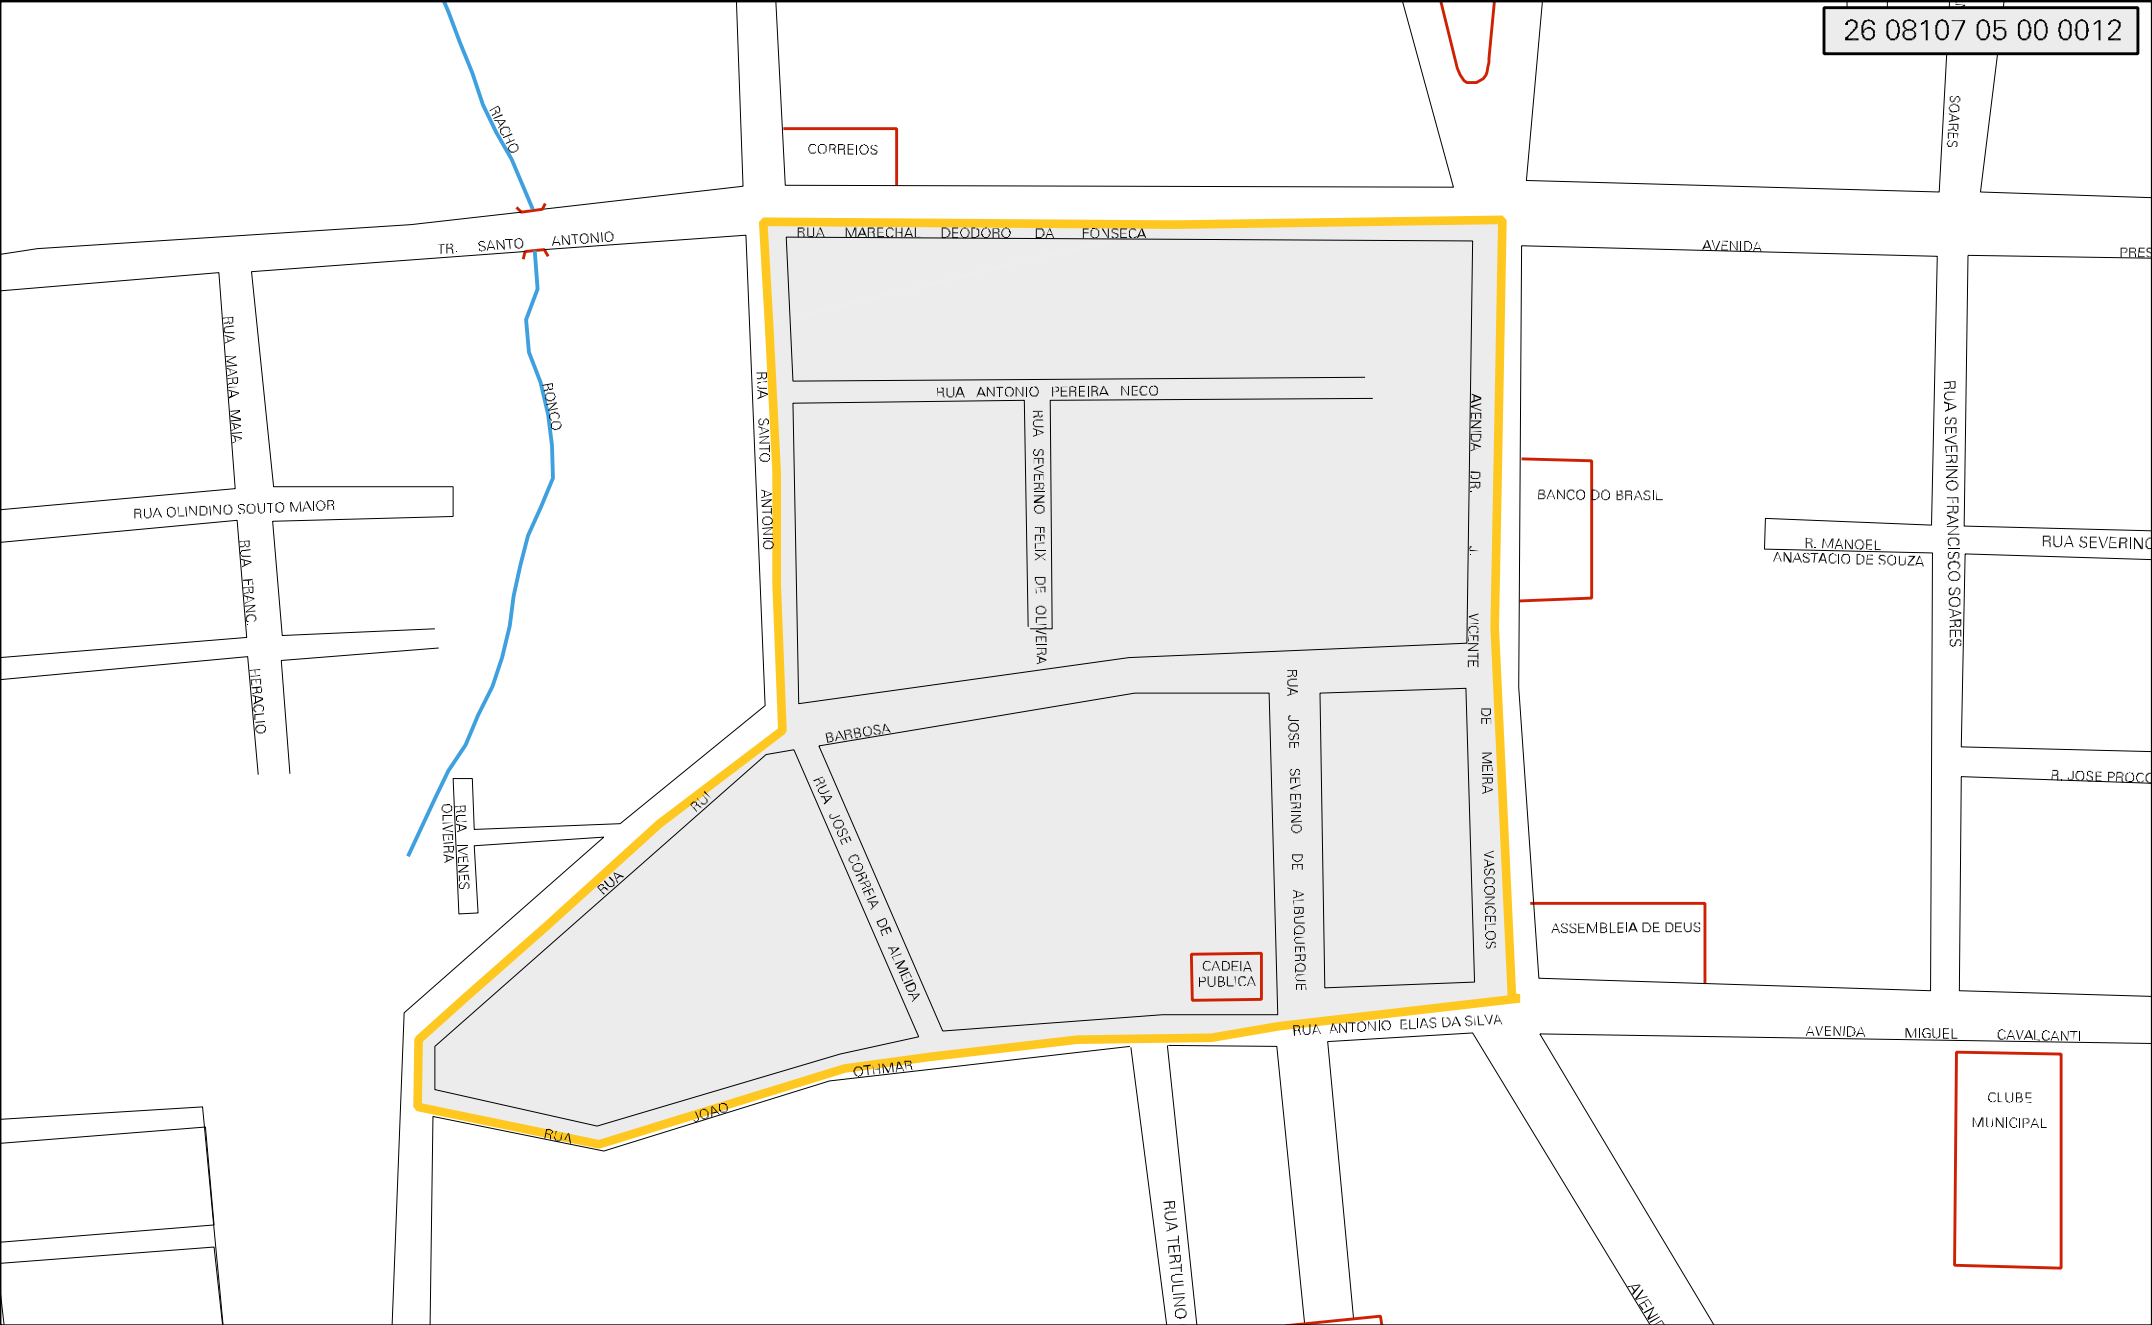 26 08107 05 00 0012
SOARES
RIACHO
CORREIOS
TR. SANTO ANTONIO
RUA MARECHAL DEODORO DA FONSECA
AVENIDA
PRES
RUA MARIA MAIA
RUA SANTO ANTONIO
RONCO
RUA ANTONIO PEREIRA NECO
RUA SEVERINO FELIX DE OLIVEIRA
AVENIDA DR. J. VICENTE DE MEIRA VASCONCELOS
RUA SEVERINO FRANCISCO SOARES
BANCO DO BRASIL
RUA OLINDINO SOUTO MAIOR
R. MANOEL
ANASTACIO DE SOUZA
RUA SEVERINO
RUA FRANC. HERACLIO
RUA JOSE SEVERINO DE ALBUQUERQUE
RUA RUI BARBOSA
R. JOSE PROCO
RUA IVENES
OLIVEIRA
RUA JOSE CORREIA DE ALMEIDA
ASSEMBLEIA DE DEUS
CADEIA
PUBLICA
RUA ANTONIO ELIAS DA SILVA
AVENIDA MIGUEL CAVALCANTI
RUA JOAO OTHMAR
CLUBE
MUNICIPAL
RUA TERTULINO
AVENI